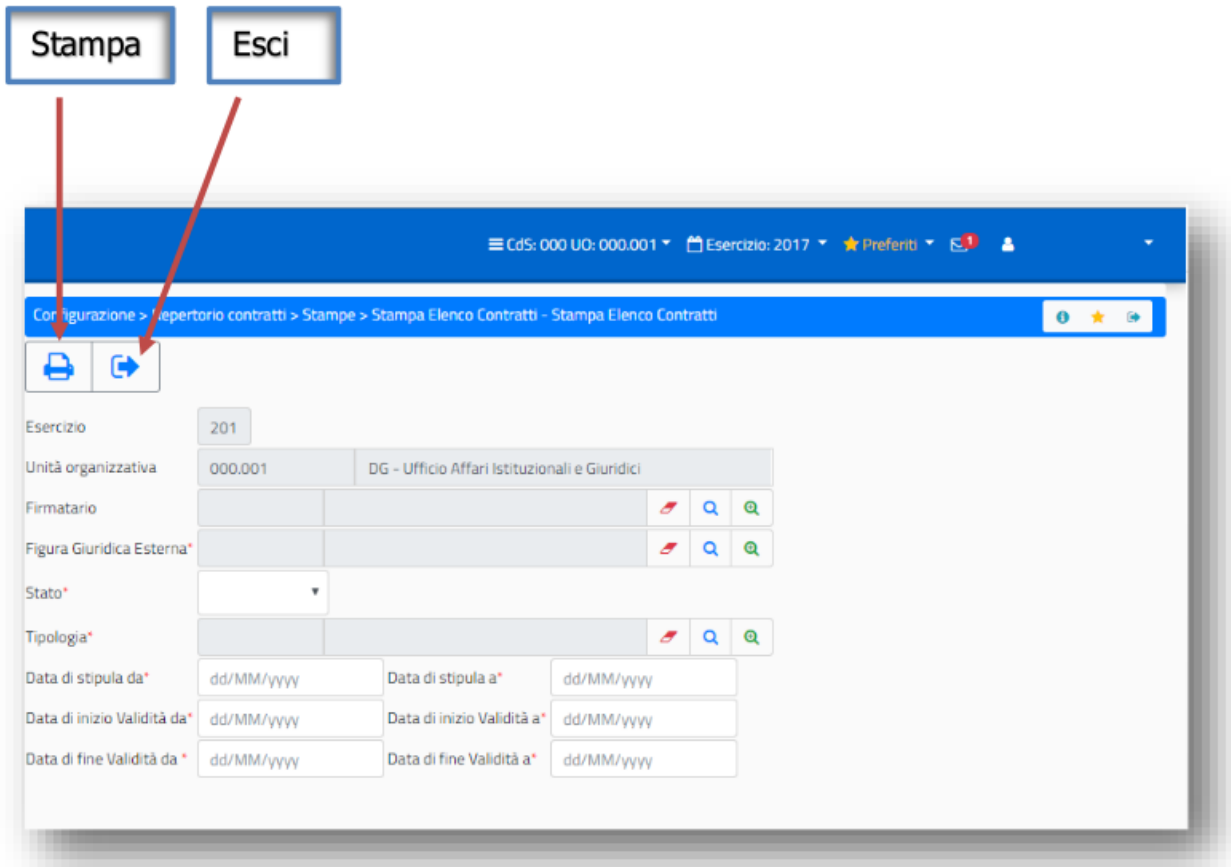 Stampa Esci
CdS: 000 UO: 000.001 Esercizio: 2017 Preferiti 1
Configurazione > Repertorio contratti > Stampe > Stampa Elenco Contratti - Stampa Elenco Contratti
Esercizio 201
Unità organizzativa 000.001 DG - Ufficio Affari Istituzionali e Giuridici
Firmatario
Figura Giuridica Esterna*
Stato*
Tipologia*
Data di stipula da* dd/MM/yyyy Data di stipula a* dd/MM/yyyy
Data di inizio Validità da* dd/MM/yyyy Data di inizio Validità a* dd/MM/yyyy
Data di fine Validità da * dd/MM/yyyy Data di fine Validità a* dd/MM/yyyy